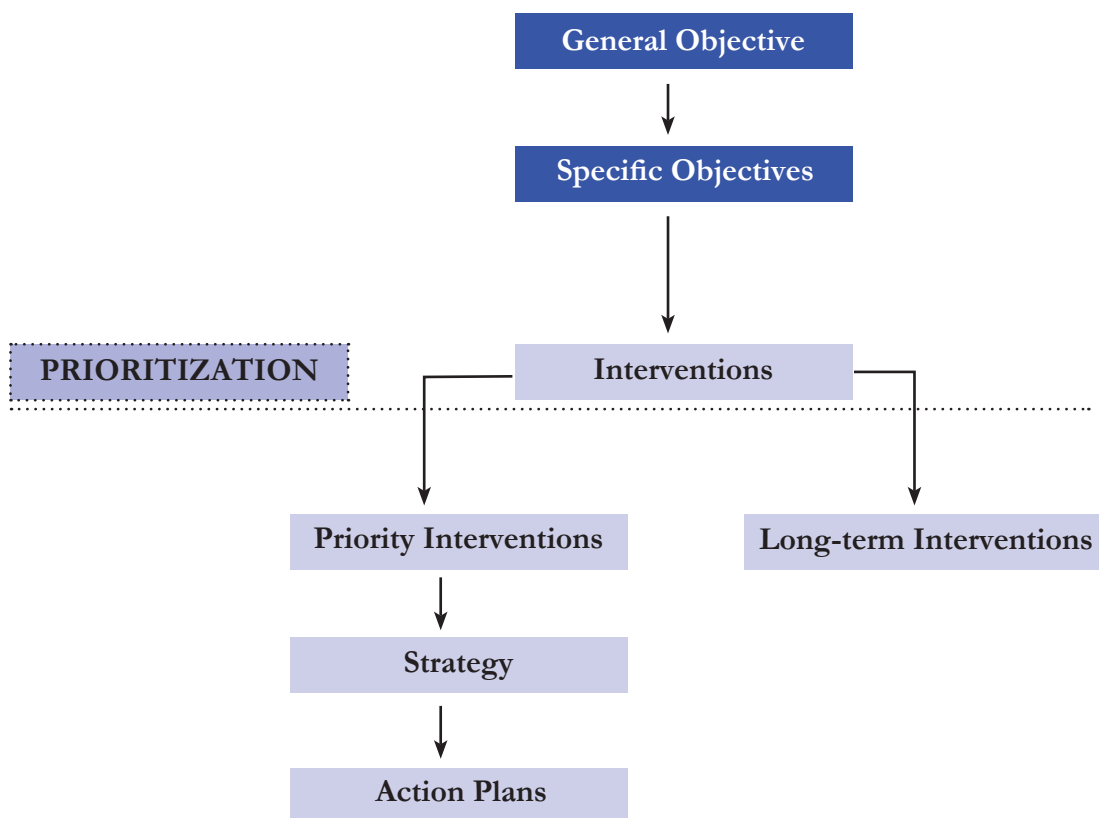 General Objective
Specific Objectives
PRIORITIZATION
Interventions
Priority Interventions
Long-term Interventions
Strategy
Action Plans